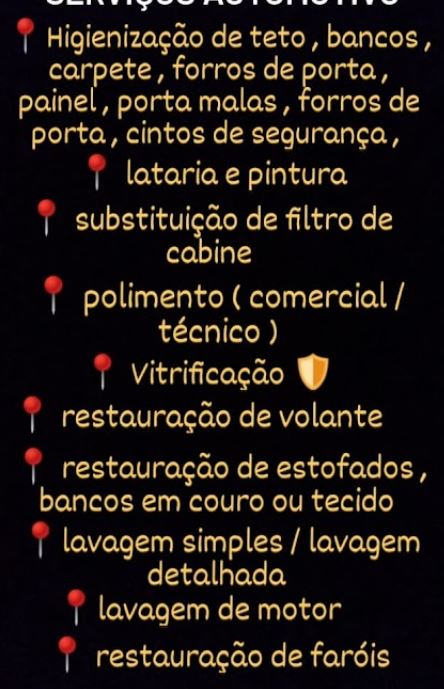 SERVIÇOS AUTOMOTIVO
📍 Higienização de teto , bancos ,
carpete , forros de porta ,
painel , porta malas , forros de
porta , cintos de segurança ,
📍 lataria e pintura
📍 substituição de filtro de
cabine
📍 polimento ( comercial /
técnico )
📍 Vitrificação 🛡️
📍 restauração de volante
📍 restauração de estofados ,
bancos em couro ou tecido
📍 lavagem simples / lavagem
detalhada
📍 lavagem de motor
📍 restauração de faróis